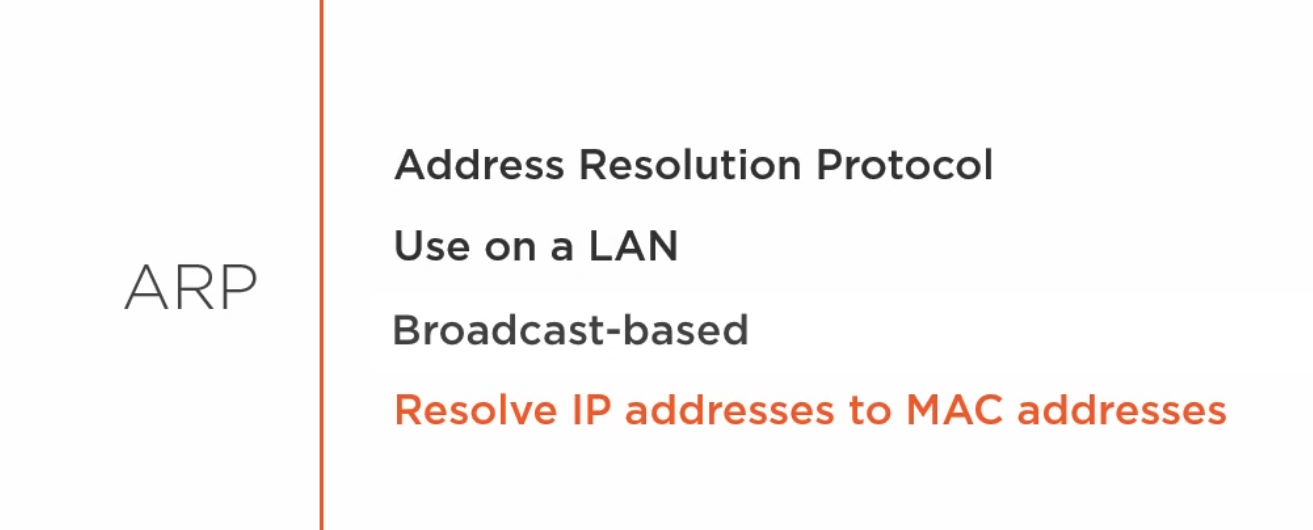 ARP
Address Resolution Protocol
Use on a LAN
Broadcast-based
Resolve IP addresses to MAC addresses